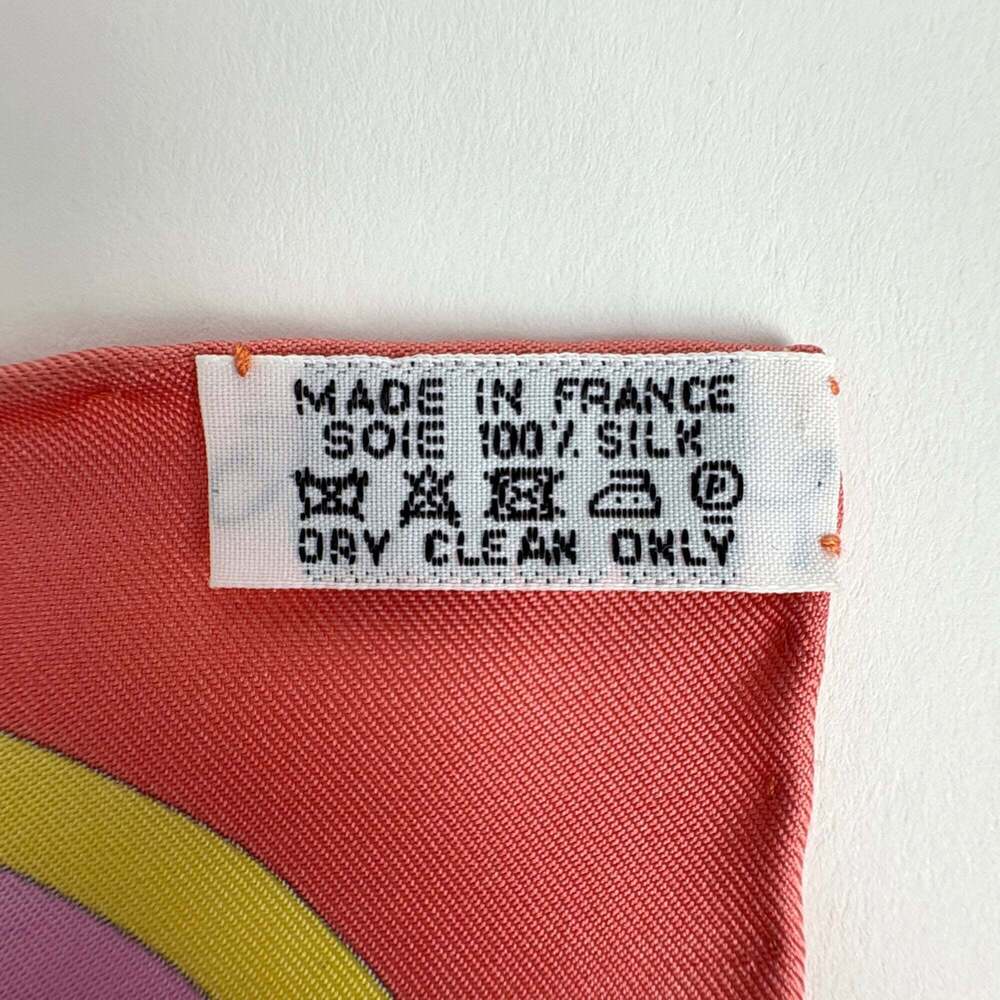 MADE IN FRANCE
SOIE 100% SILK
P
DRY CLEAN ONLY